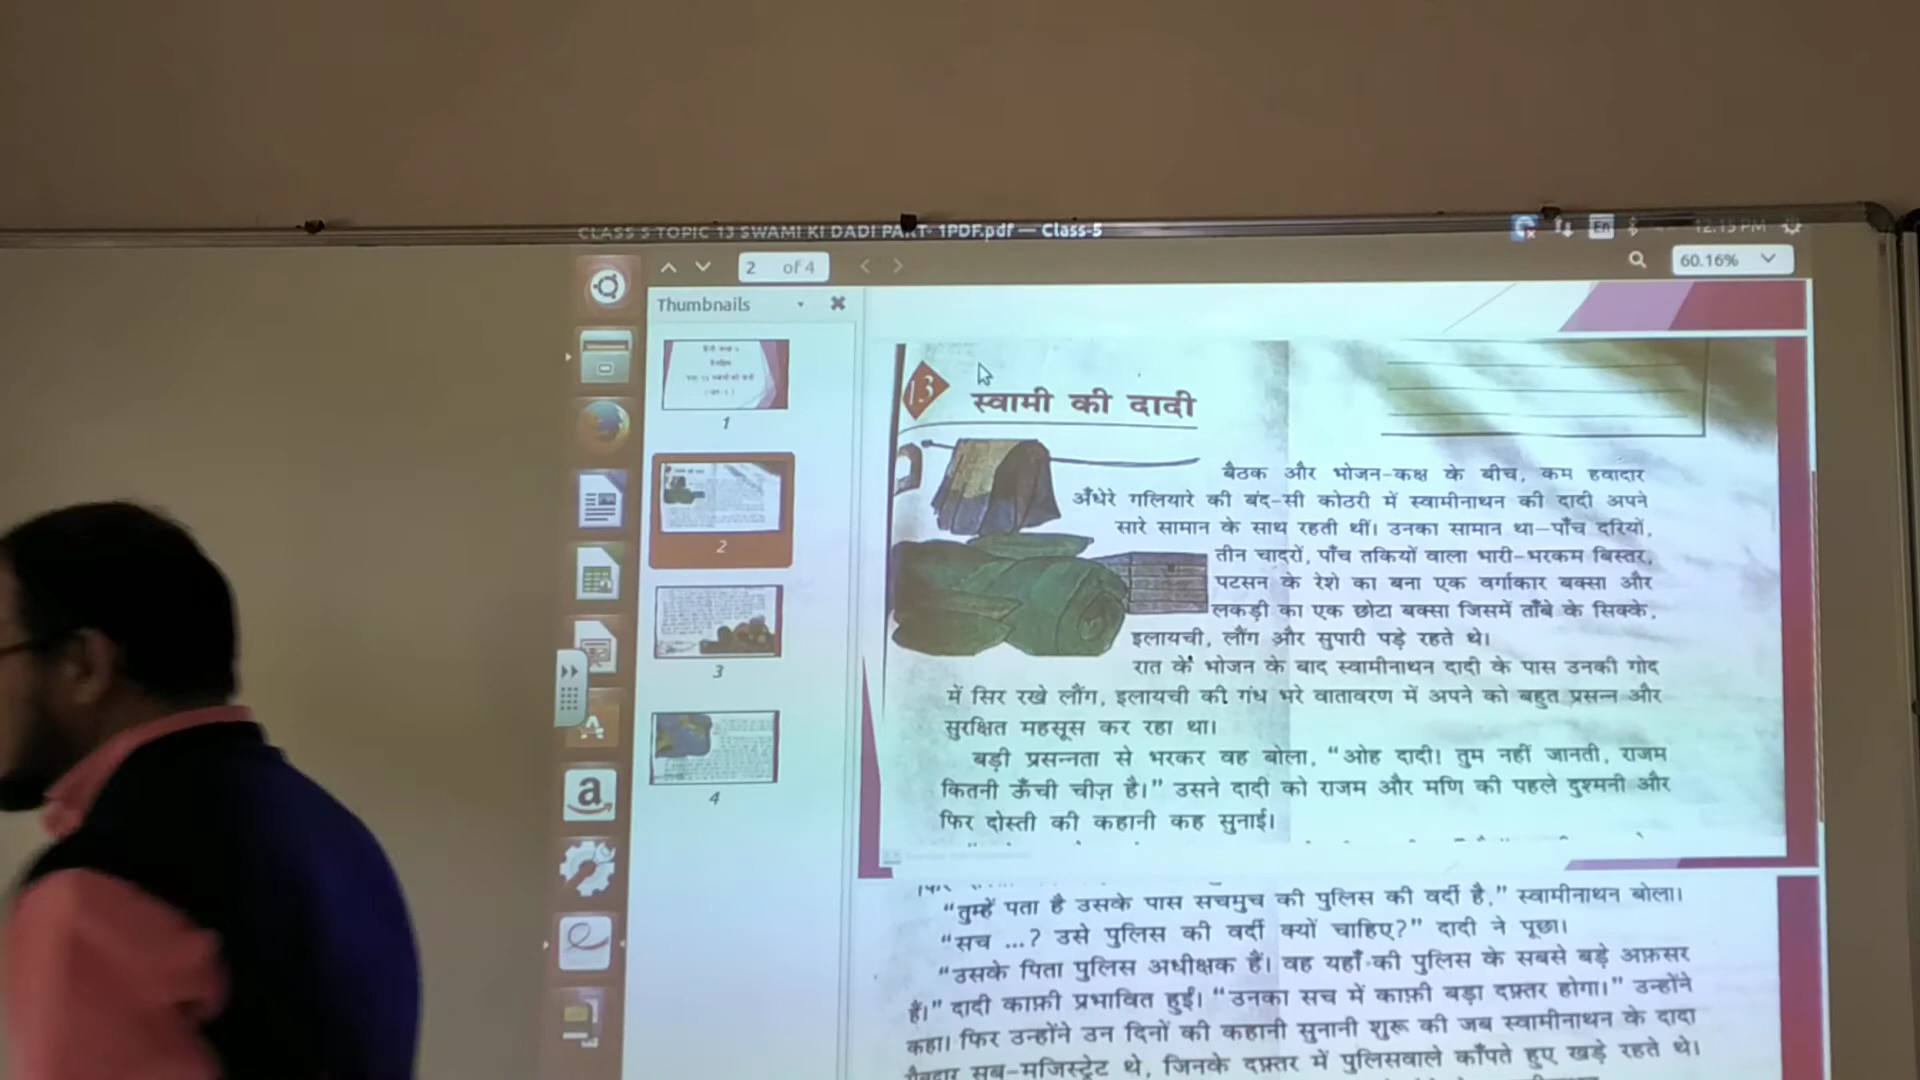 CLASS 5 TOPIC 13 SWAMI KI DADI PART- 1PDF.pdf — Class-5
En
12:15 PM
2 of 4
60.16%
Thumbnails
1
2
3
4
13
स्वामी की दादी
बैठक और भोजन-कक्ष के बीच, कम हवादार
अँधेरे गलियारे की बंद-सी कोठरी में स्वामीनाथन की दादी अपने
सारे सामान के साथ रहती थीं। उनका सामान था—पाँच दरियों,
तीन चादरों, पाँच तकियों वाला भारी-भरकम बिस्तर,
पटसन के रेशे का बना एक वर्गाकार बक्सा और
लकड़ी का एक छोटा बक्सा जिसमें ताँबे के सिक्के,
इलायची, लौंग और सुपारी पड़े रहते थे।
रात के भोजन के बाद स्वामीनाथन दादी के पास उनकी गोद
में सिर रखे लौंग, इलायची की गंध भरे वातावरण में अपने को बहुत प्रसन्न और
सुरक्षित महसूस कर रहा था।
बड़ी प्रसन्नता से भरकर वह बोला, “ओह दादी! तुम नहीं जानती, राजम
कितनी ऊँची चीज़ है।” उसने दादी को राजम और मणि की पहले दुश्मनी और
फिर दोस्ती की कहानी कह सुनाई।
“तुम्हें पता है उसके पास सचमुच की पुलिस की वर्दी है,” स्वामीनाथन बोला।
“सच ...? उसे पुलिस की वर्दी क्यों चाहिए?” दादी ने पूछा।
“उसके पिता पुलिस अधीक्षक हैं। वह यहाँ की पुलिस के सबसे बड़े अफ़सर
हैं।” दादी काफ़ी प्रभावित हुईं। “उनका सच में काफ़ी बड़ा दफ़्तर होगा।” उन्होंने
कहा। फिर उन्होंने उन दिनों की कहानी सुनानी शुरू की जब स्वामीनाथन के दादा
सब-मजिस्ट्रेट थे, जिनके दफ़्तर में पुलिसवाले काँपते हुए खड़े रहते थे।